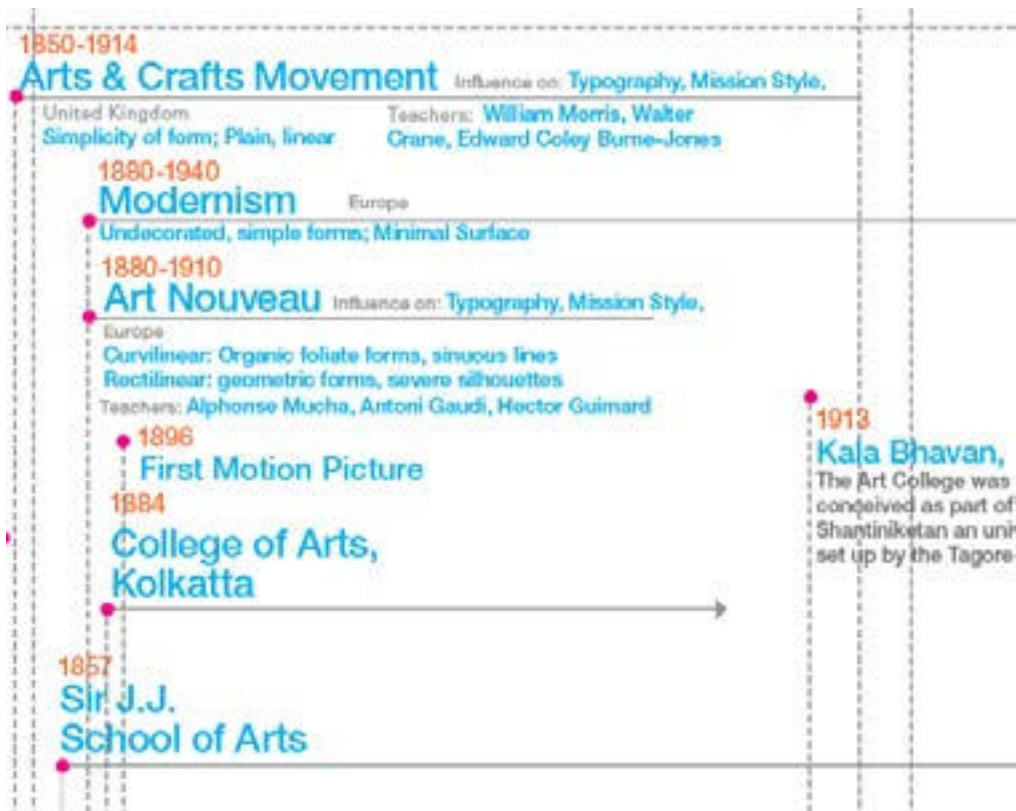 1850-1914
Arts & Crafts Movement Influence on: Typography, Mission Style,
United Kingdom
Simplicity of form; Plain, linear
Teachers: William Morris, Walter
Crane, Edward Coley Burne-Jones
1880-1940
Modernism Europe
Undecorated, simple forms; Minimal Surface
1880-1910
Art Nouveau Influence on: Typography, Mission Style,
Europe
Curvilinear: Organic foliate forms, sinuous lines
Rectilinear: geometric forms, severe silhouettes
Teachers: Alphonse Mucha, Antoni Gaudi, Hector Guimard
1896
First Motion Picture
1884
College of Arts,
Kolkatta
1857
Sir J.J.
School of Arts
1913
Kala Bhavan,
The Art College was
conceived as part of
Shantiniketan an univ
set up by the Tagore